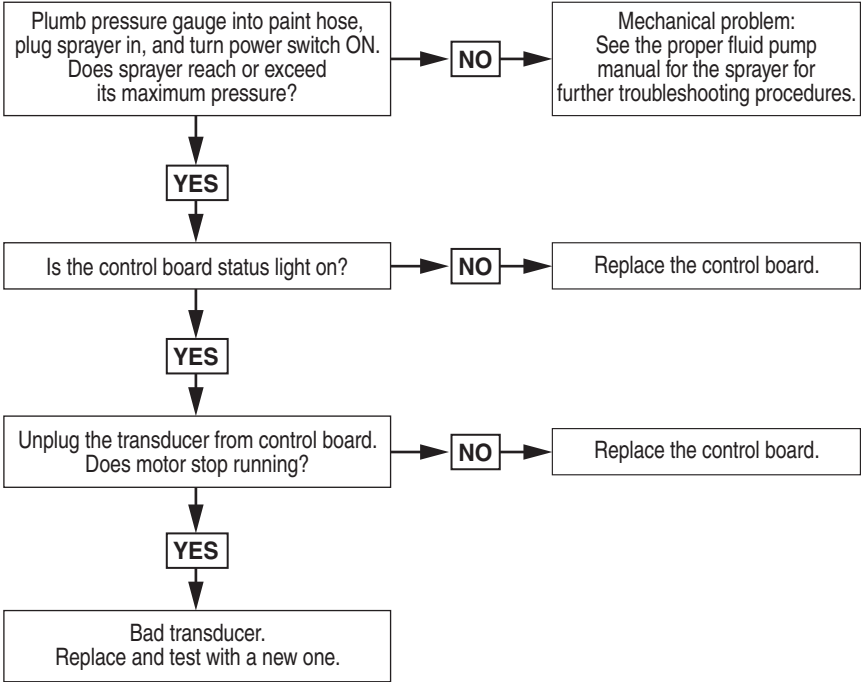 Plumb pressure gauge into paint hose,
plug sprayer in, and turn power switch ON.
Does sprayer reach or exceed
its maximum pressure?
NO
Mechanical problem:
See the proper fluid pump
manual for the sprayer for
further troubleshooting procedures.
YES
Is the control board status light on?
NO
Replace the control board.
YES
Unplug the transducer from control board.
Does motor stop running?
NO
Replace the control board.
YES
Bad transducer.
Replace and test with a new one.